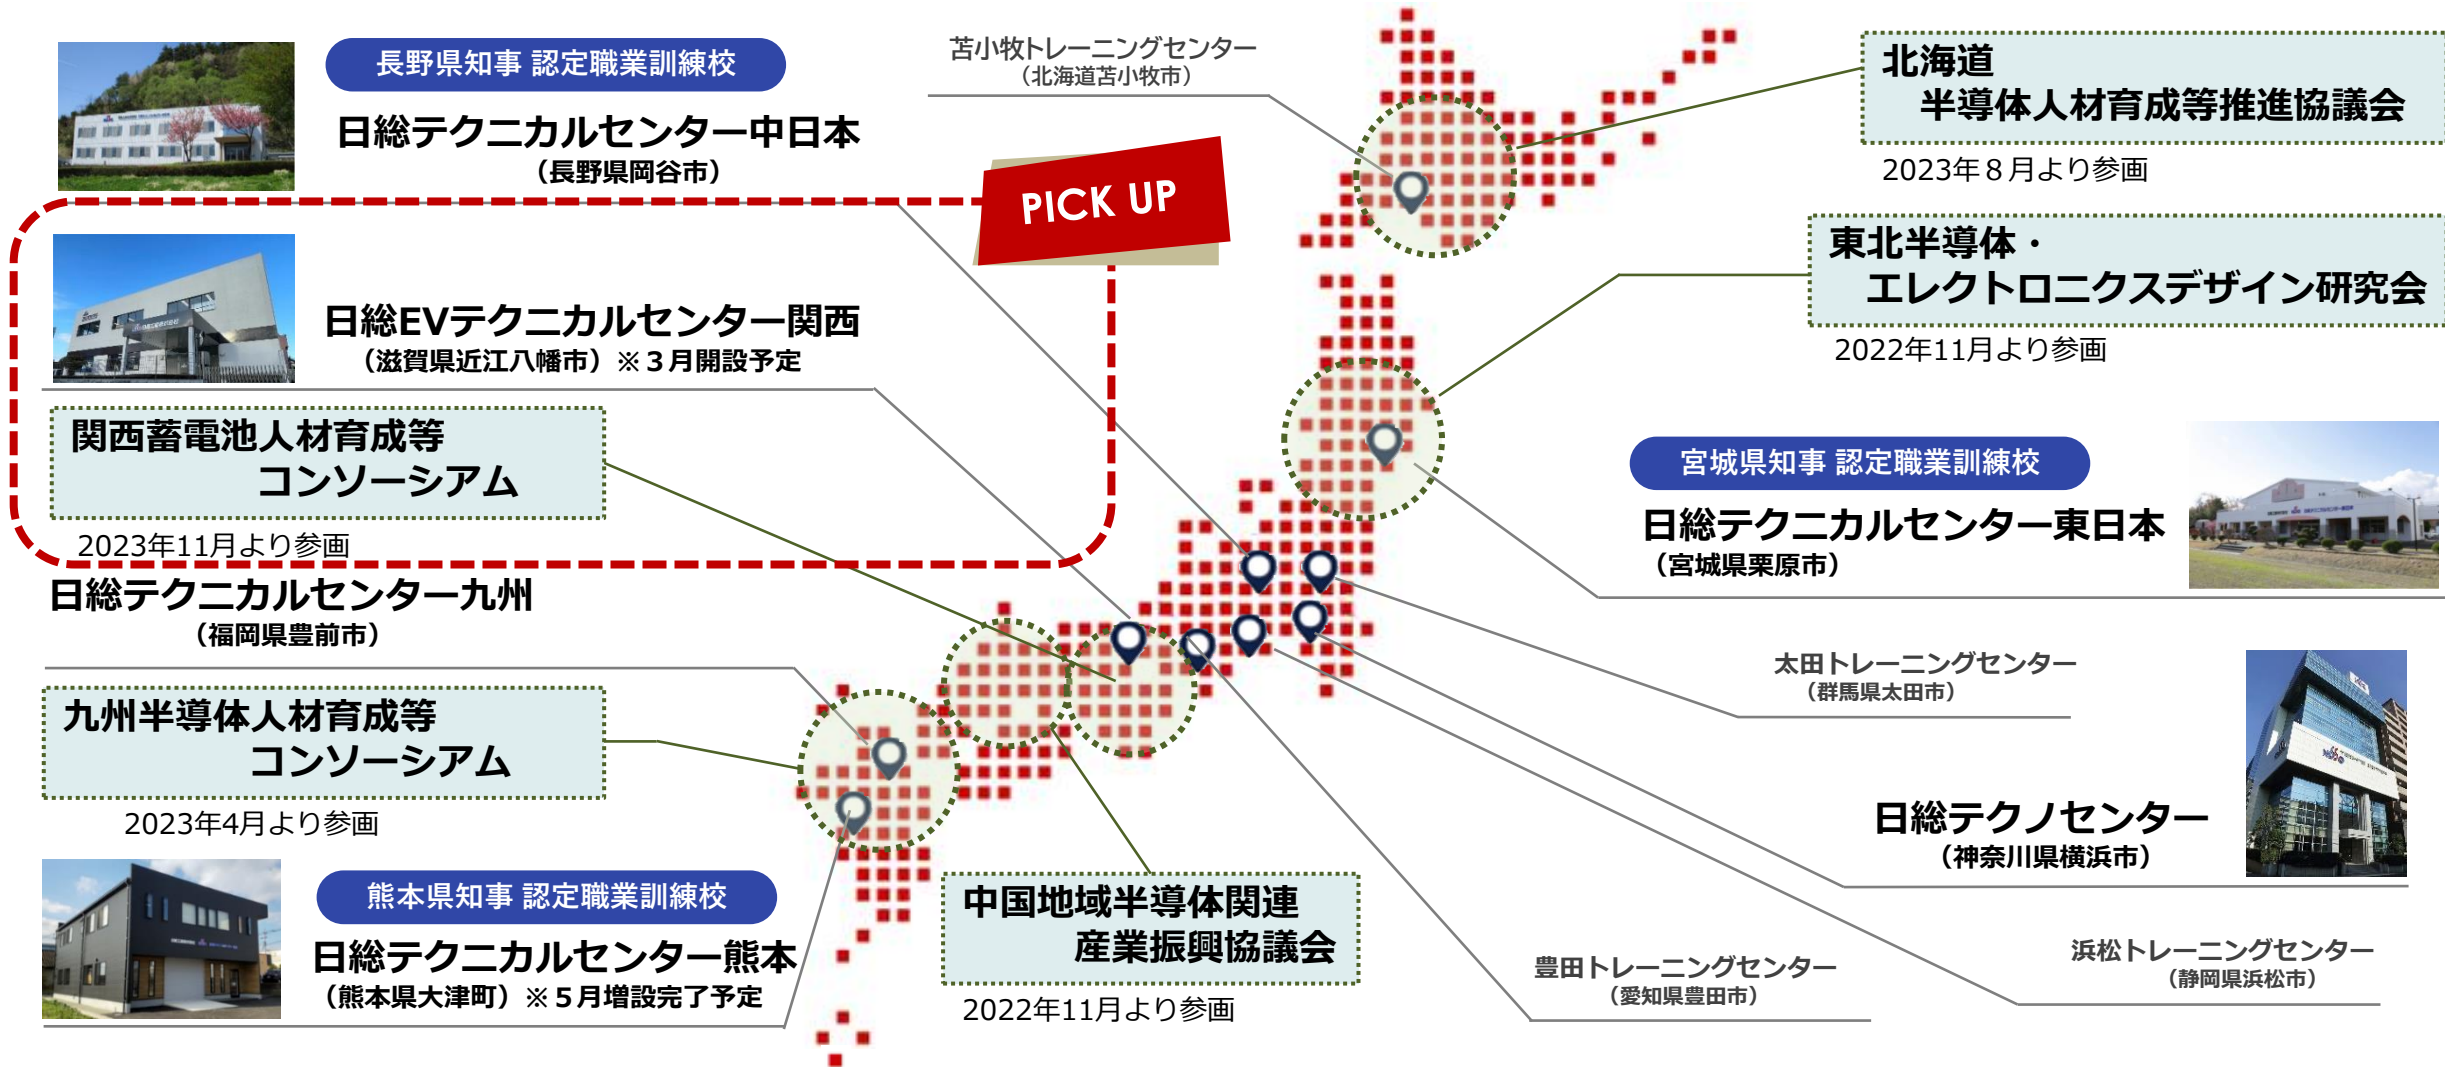 長野県知事 認定職業訓練校
日総テクニカルセンター中日本
（長野県岡谷市）
苫小牧トレーニングセンター
（北海道苫小牧市）
PICK UP
北海道
半導体人材育成等推進協議会
2023年８月より参画
東北半導体・
エレクトロニクスデザイン研究会
2022年11月より参画
日総EVテクニカルセンター関西
（滋賀県近江八幡市）※３月開設予定
関西蓄電池人材育成等
コンソーシアム
2023年11月より参画
宮城県知事 認定職業訓練校
日総テクニカルセンター東日本
（宮城県栗原市）
日総テクニカルセンター九州
（福岡県豊前市）
九州半導体人材育成等
コンソーシアム
2023年4月より参画
太田トレーニングセンター
（群馬県太田市）
日総テクノセンター
（神奈川県横浜市）
熊本県知事 認定職業訓練校
日総テクニカルセンター熊本
（熊本県大津町）※５月増設完了予定
中国地域半導体関連
産業振興協議会
2022年11月より参画
豊田トレーニングセンター
（愛知県豊田市）
浜松トレーニングセンター
（静岡県浜松市）